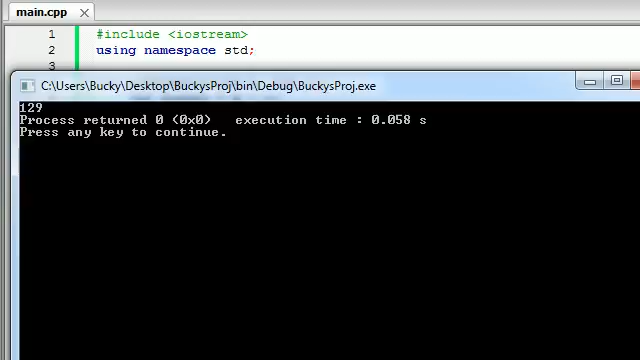 main.cpp
1 #include <iostream>
2 using namespace std;
3
C:\Users\Bucky\Desktop\BuckysProj\bin\Debug\BuckysProj.exe
129
Process returned 0 (0x0)   execution time : 0.058 s
Press any key to continue.